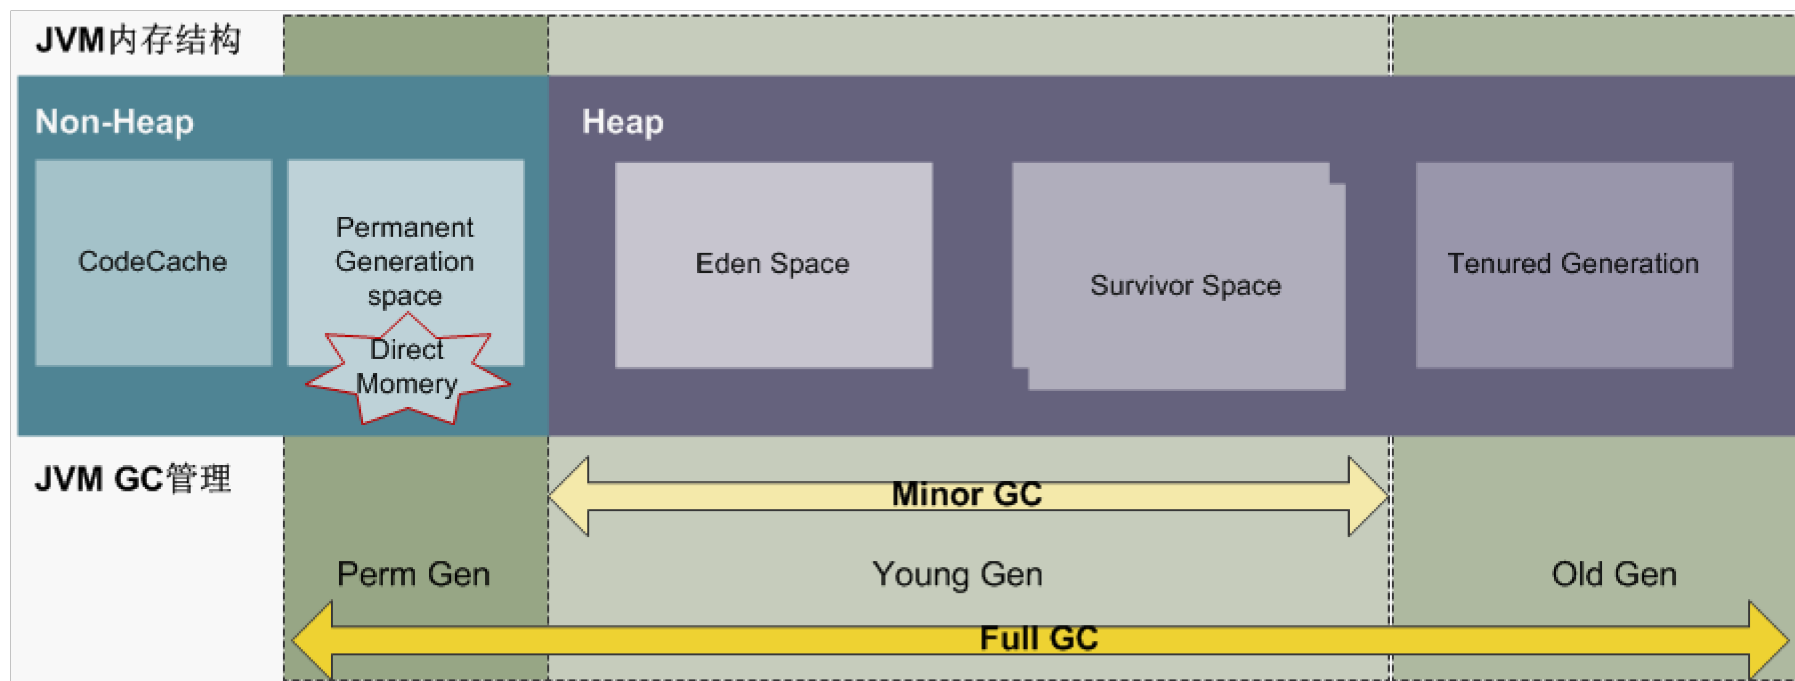 JVM内存结构
Non-Heap
Heap
CodeCache
Permanent
Generation
space
Direct
Momery
Eden Space
Survivor Space
Tenured Generation
JVM GC管理
Minor GC
Perm Gen
Young Gen
Old Gen
Full GC